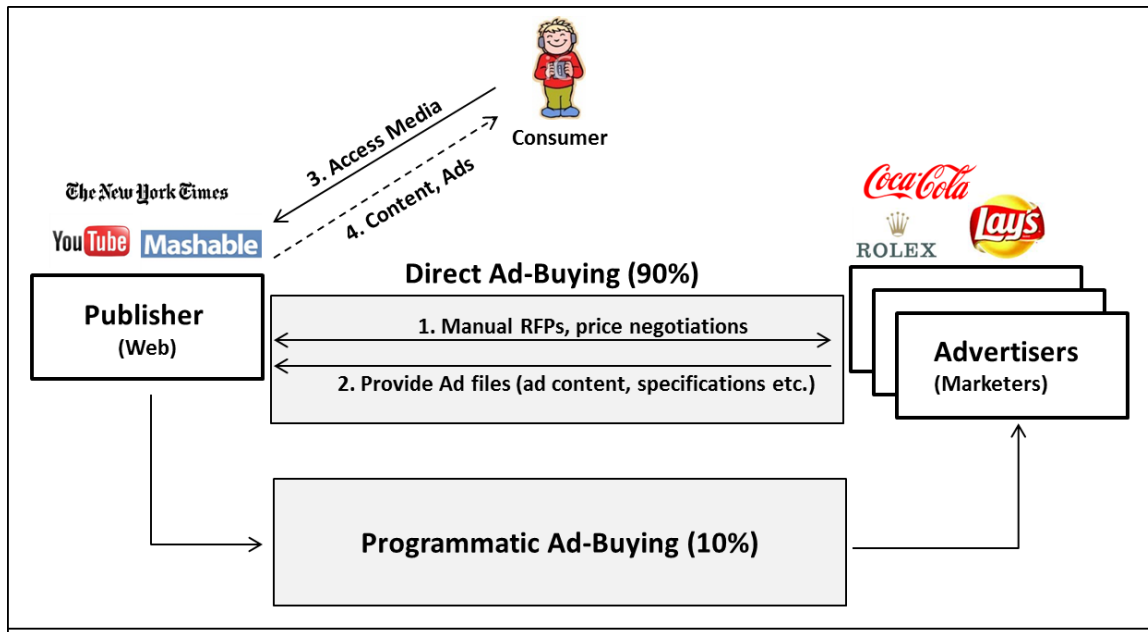 Consumer
3. Access Media
4. Content, Ads
The New York Times
YouTube
Mashable
Coca-Cola
ROLEX
Lay's
Publisher
(Web)
Direct Ad-Buying (90%)
1. Manual RFPs, price negotiations
2. Provide Ad files (ad content, specifications etc.)
Advertisers
(Marketers)
Programmatic Ad-Buying (10%)